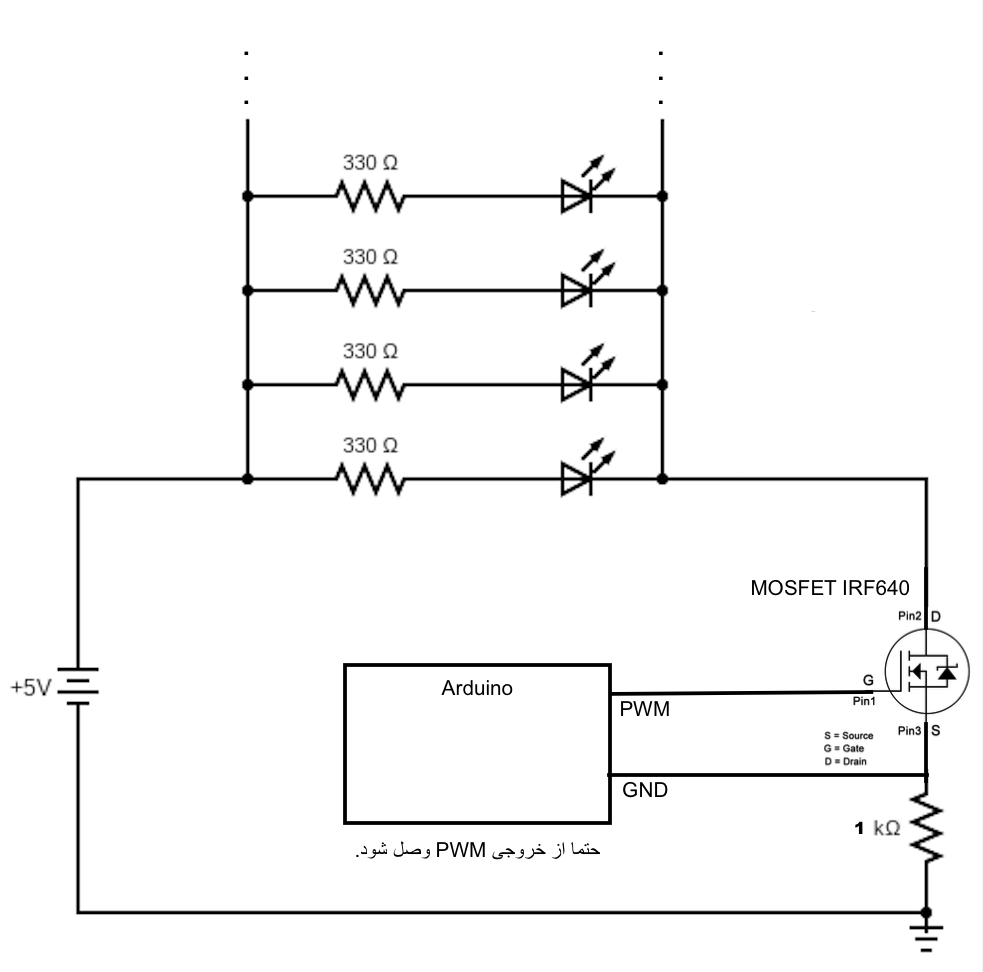 330 Ω
330 Ω
330 Ω
330 Ω
MOSFET IRF640
Pin2 D
+5V
Arduino
G
Pin1
PWM
Pin3 S
S = Source
G = Gate
D = Drain
GND
1 kΩ
حتما از خروجی PWM وصل شود.